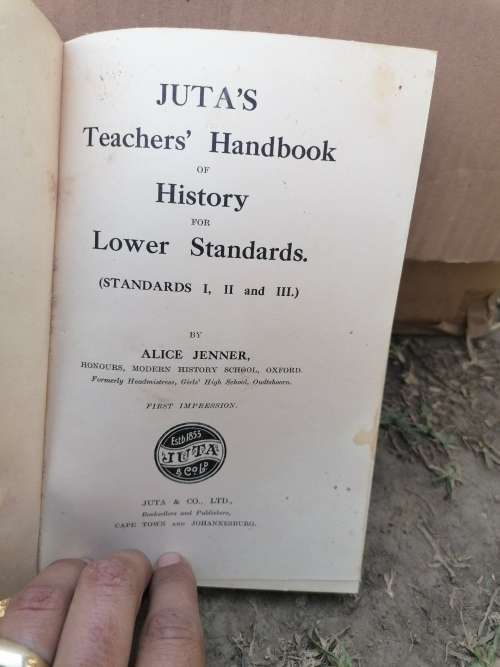 JUTA'S
Teachers' Handbook
OF
History
FOR
Lower Standards.
(STANDARDS I, II and III.)
BY
ALICE JENNER,
HONOURS, MODERN HISTORY SCHOOL, OXFORD.
Formerly Headmistress, Girls' High School, Oudtshoorn.
FIRST IMPRESSION.
Estb 1853
JUTA
& Co LD
JUTA & CO., LTD.,
Booksellers and Publishers,
CAPE TOWN AND JOHANNESBURG.